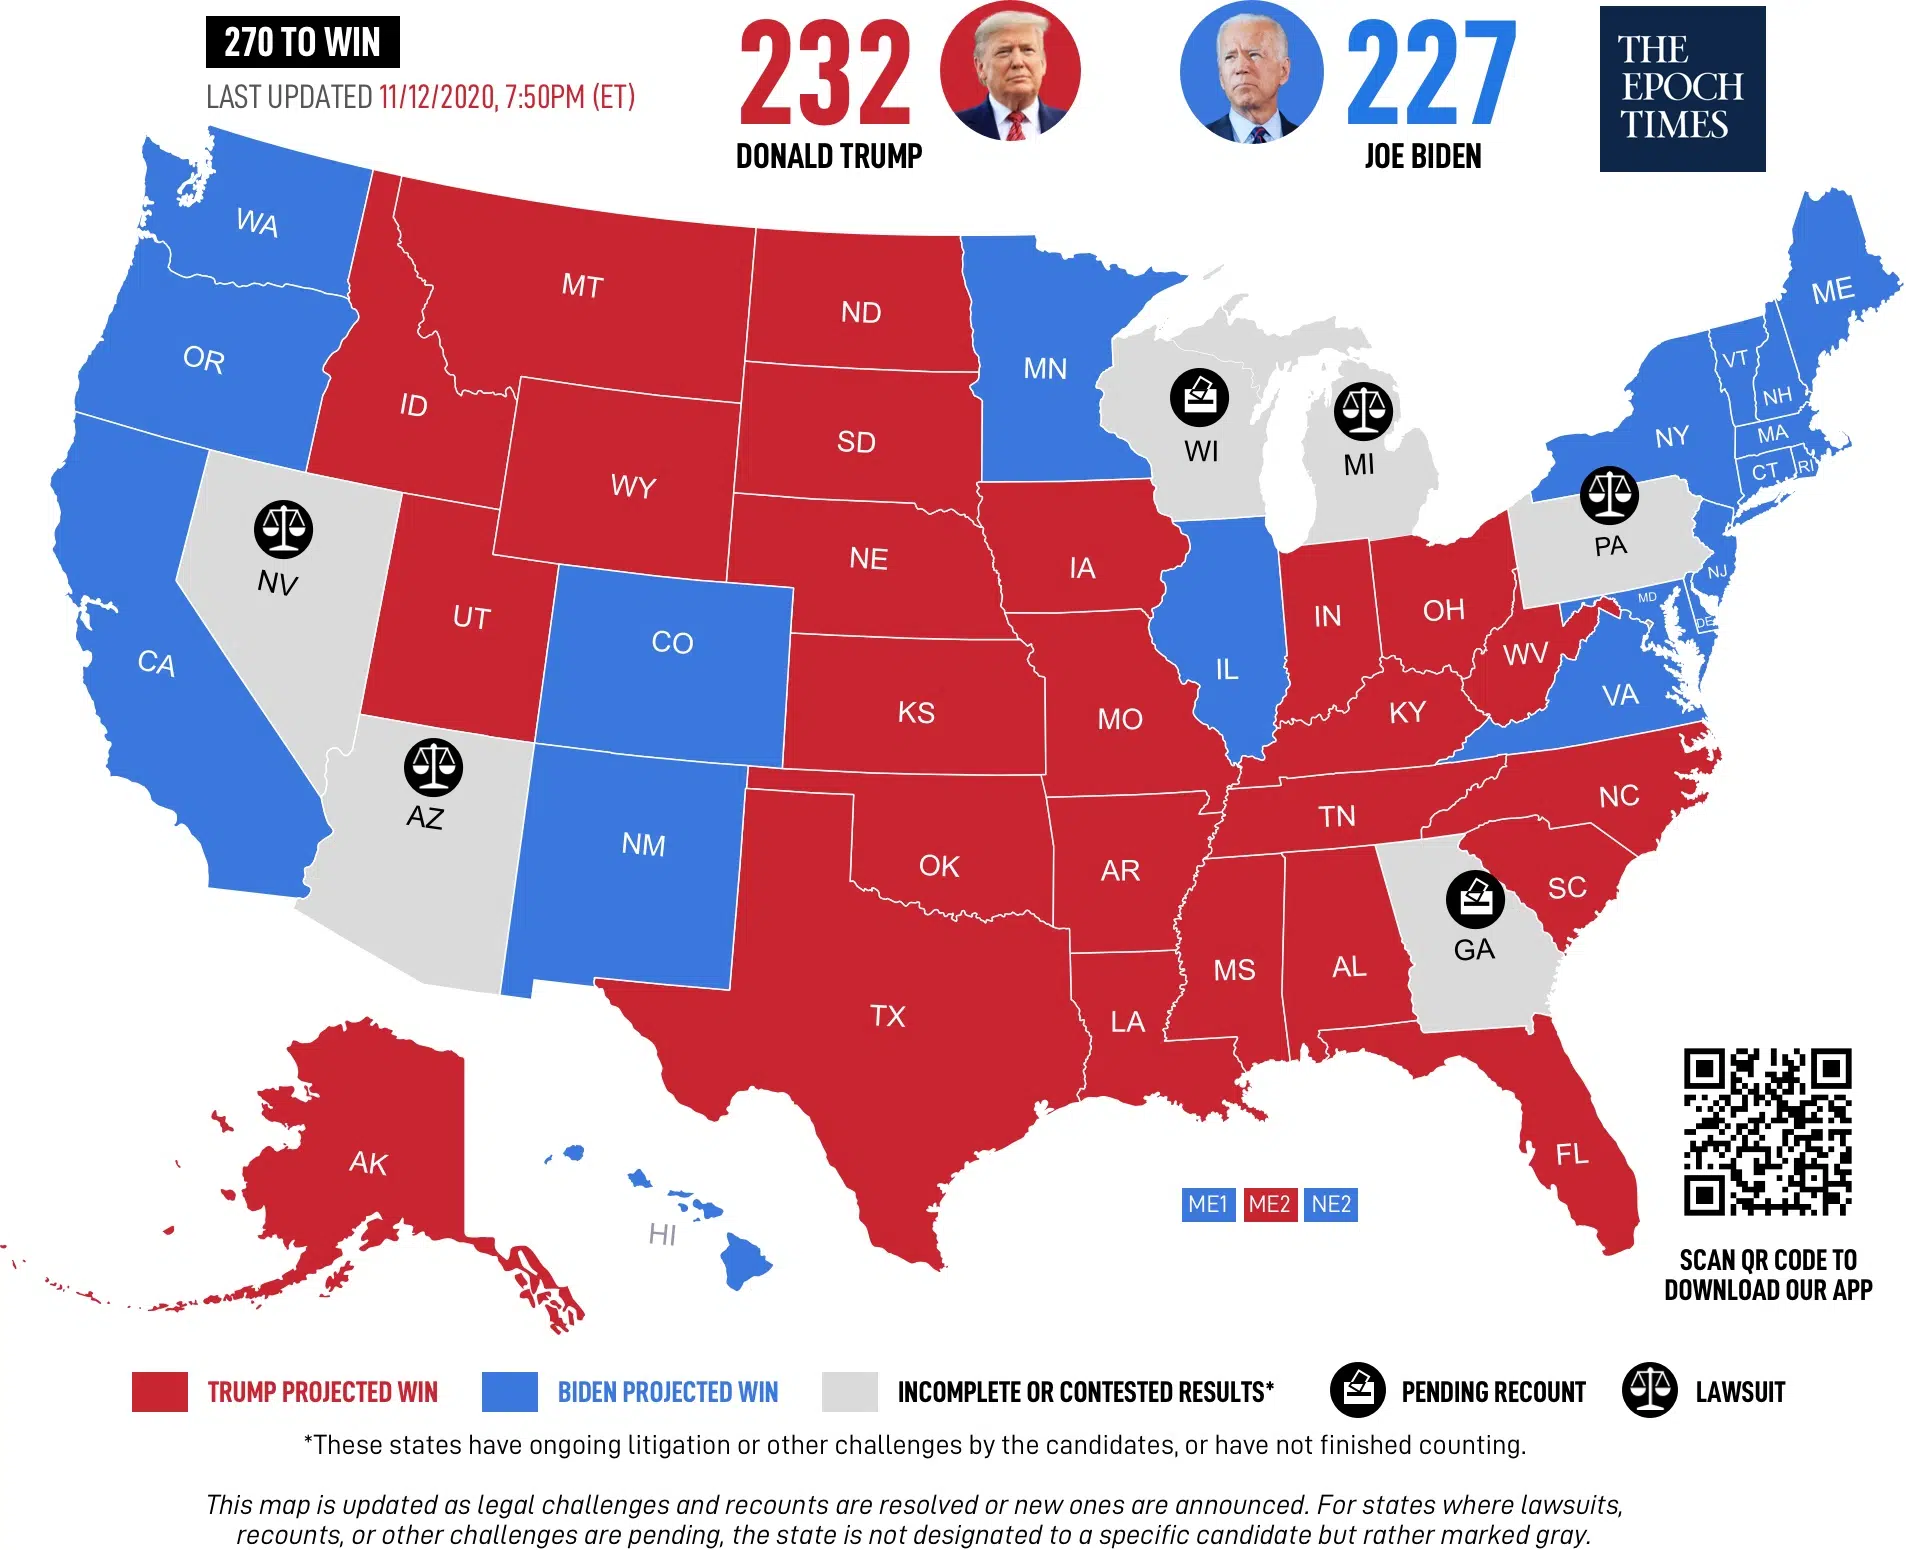 270 TO WIN
LAST UPDATED 11/12/2020, 7:50PM (ET)
232
DONALD TRUMP
227
JOE BIDEN
THE
EPOCH
TIMES
WA
MT
ND
MN
ME
OR
ID
SD
WI
MI
VT
NH
NY
MA
CT
RI
WY
NV
NE
IA
PA
NJ
MD
DE
UT
CO
IN
OH
IL
WV
VA
CA
KS
MO
KY
AZ
NM
OK
AR
TN
NC
SC
GA
MS
AL
TX
LA
FL
AK
HI
ME1
ME2
NE2
SCAN QR CODE TO
DOWNLOAD OUR APP
TRUMP PROJECTED WIN
BIDEN PROJECTED WIN
INCOMPLETE OR CONTESTED RESULTS*
PENDING RECOUNT
LAWSUIT
*These states have ongoing litigation or other challenges by the candidates, or have not finished counting.
This map is updated as legal challenges and recounts are resolved or new ones are announced. For states where lawsuits,
recounts, or other challenges are pending, the state is not designated to a specific candidate but rather marked gray.